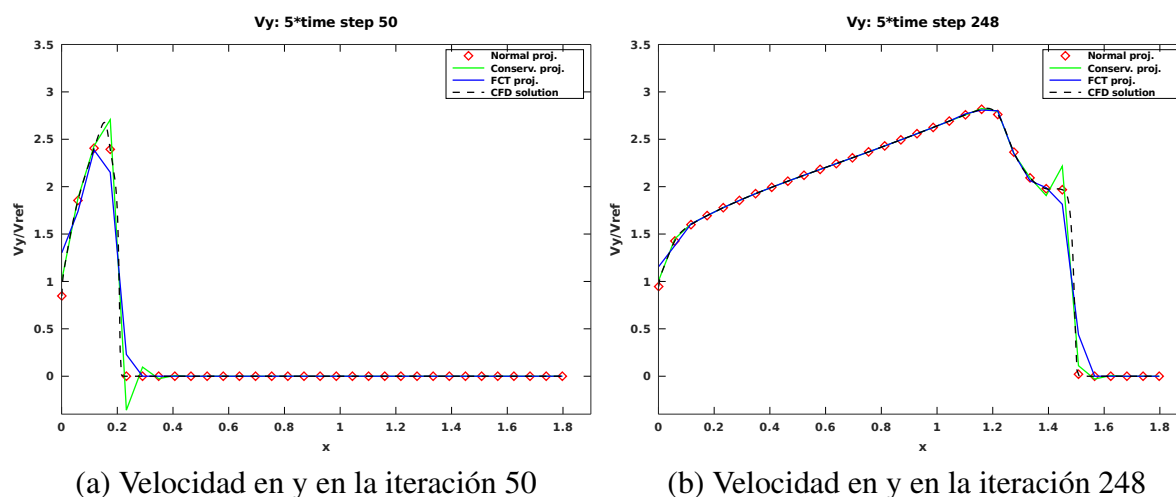 Vy: 5*time step 50
3.5
3
2.5
2
1.5
1
0.5
0
Vy/Vref
Normal proj.
Conserv. proj.
FCT proj.
CFD solution
0 0.2 0.4 0.6 0.8 1 1.2 1.4 1.6 1.8
x
(a) Velocidad en y en la iteración 50
Vy: 5*time step 248
3.5
3
2.5
2
1.5
1
0.5
0
Vy/Vref
Normal proj.
Conserv. proj.
FCT proj.
CFD solution
0 0.2 0.4 0.6 0.8 1 1.2 1.4 1.6 1.8
x
(b) Velocidad en y en la iteración 248